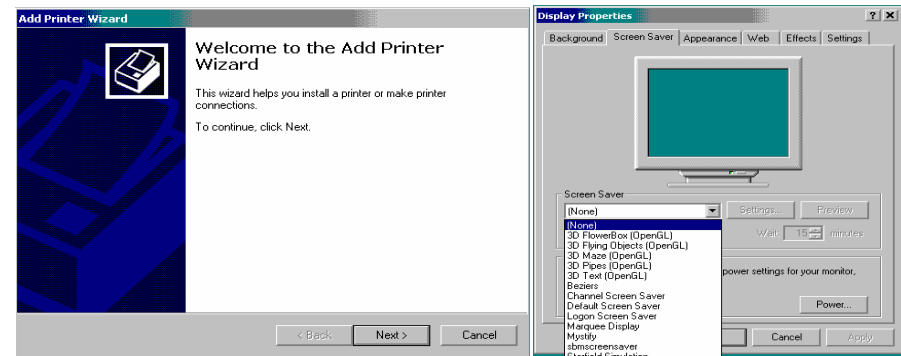 Add Printer Wizard
Welcome to the Add Printer
Wizard
This wizard helps you install a printer or make printer
connections.
To continue, click Next.
< Back
Next >
Cancel
Display Properties
Background
Screen Saver
Appearance
Web
Effects
Settings
Screen Saver
(None)
Settings...
Preview
Wait:
15
minutes
(None)
3D FlowerBox (OpenGL)
3D Flying Objects (OpenGL)
3D Maze (OpenGL)
3D Pipes (OpenGL)
3D Text (OpenGL)
Beziers
Channel Screen Saver
Default Screen Saver
Logon Screen Saver
Marquee Display
Mystify
sbmscreensaver
Starfield Simulation
power settings for your monitor,
Power...
Cancel
Apply